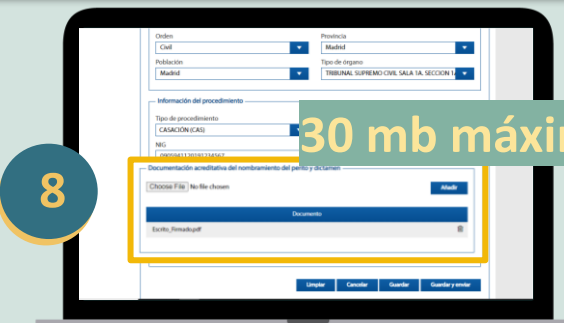 Orden
Provincia
Civil
Madrid
Población
Tipo de órgano
Madrid
TRIBUNAL SUPREMO CIVIL SALA 1A. SECCION 1
Información del procedimiento
Tipo de procedimiento
CASACIÓN (CAS)
30 mb máxi
NIG
Documentación acreditativa del nombramiento del perito y dictamen
8
Choose File No file chosen
Añadir
Documento
Escrito_Firmado.pdf
Limpiar
Cancelar
Guardar
Guardar y enviar